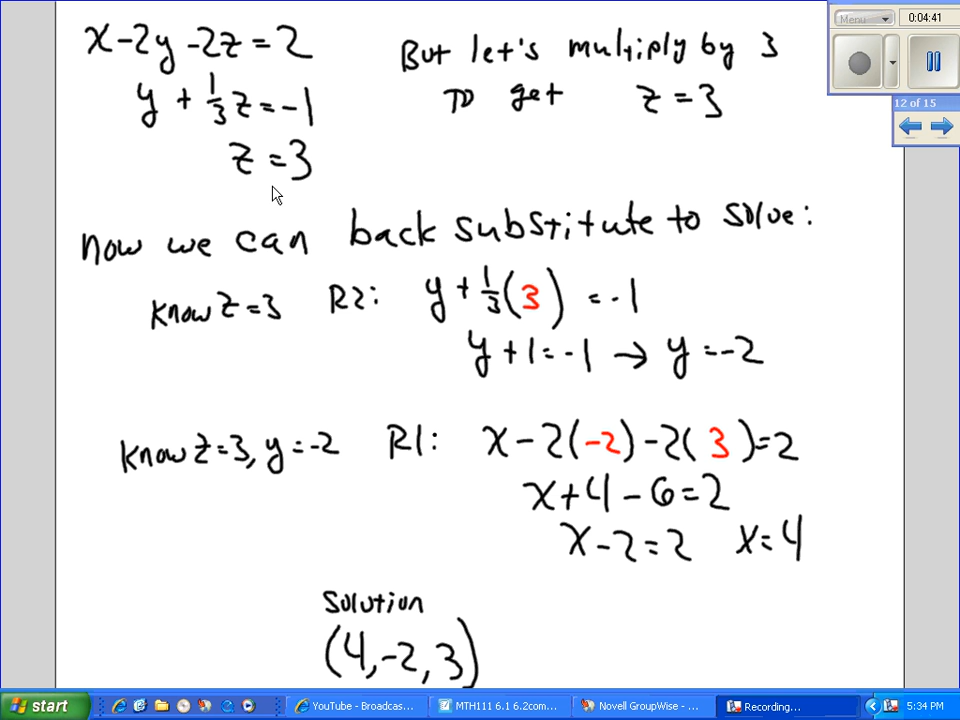 x-2y-2z=2
y+1/3z=-1
z=3
But let's multiply by 3
TO get z=3
Menu
0:04:41
12 of 15
now we can back substitute to solve:
know z=3 R2: y+1/3(3)=-1
y+1=-1→y=-2
know z=3, y=-2 R1: x-2(-2)-2(3)=2
x+4-6=2
x-2=2 x=4
Solution
(4,-2,3)
start
YouTube - Broadcas...
MTH111 6.1 6.2com...
Novell GroupWise - ...
Recording...
5:34 PM